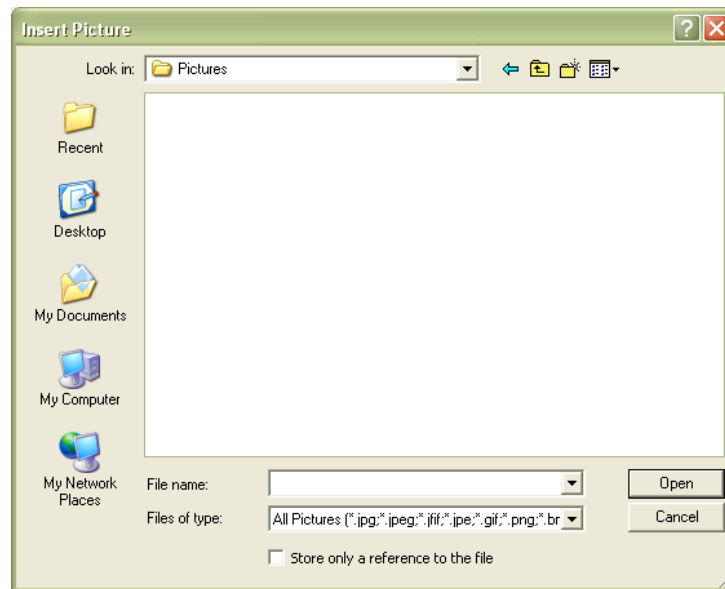 Insert Picture
Look in:
Pictures
Recent
Desktop
My Documents
My Computer
My Network
Places
File name:
Open
Files of type:
All Pictures (*.jpg;*.jpeg;*.jfif;*.jpe;*.gif;*.png;*.br
Cancel
Store only a reference to the file